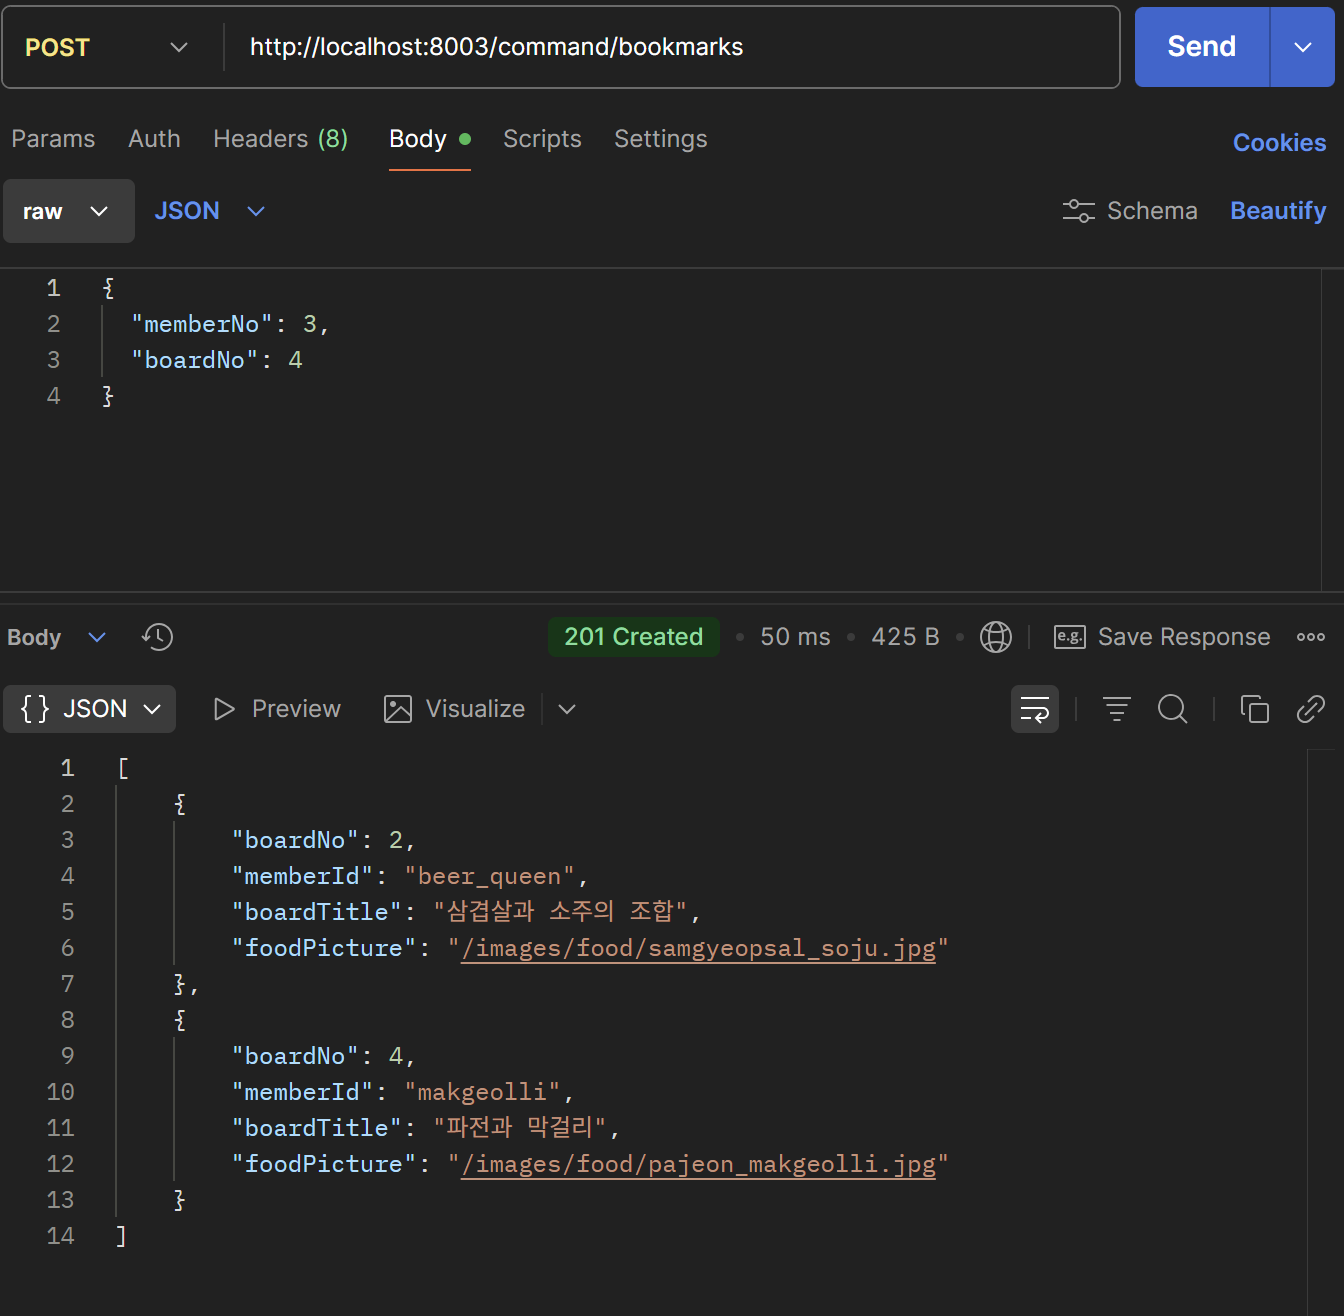 POST http://localhost:8003/command/bookmarks Send
Params Auth Headers (8) Body Scripts Settings Cookies
raw JSON Schema Beautify
1 {
2 "memberNo": 3,
3 "boardNo": 4
4 }
Body 201 Created • 50 ms • 425 B • e.g. Save Response
{} JSON Preview Visualize
1 [
2 {
3 "boardNo": 2,
4 "memberId": "beer_queen",
5 "boardTitle": "삼겹살과 소주의 조합",
6 "foodPicture": "/images/food/samgyeopsal_soju.jpg"
7 },
8 {
9 "boardNo": 4,
10 "memberId": "makgeolli",
11 "boardTitle": "파전과 막걸리",
12 "foodPicture": "/images/food/pajeon_makgeolli.jpg"
13 }
14 ]